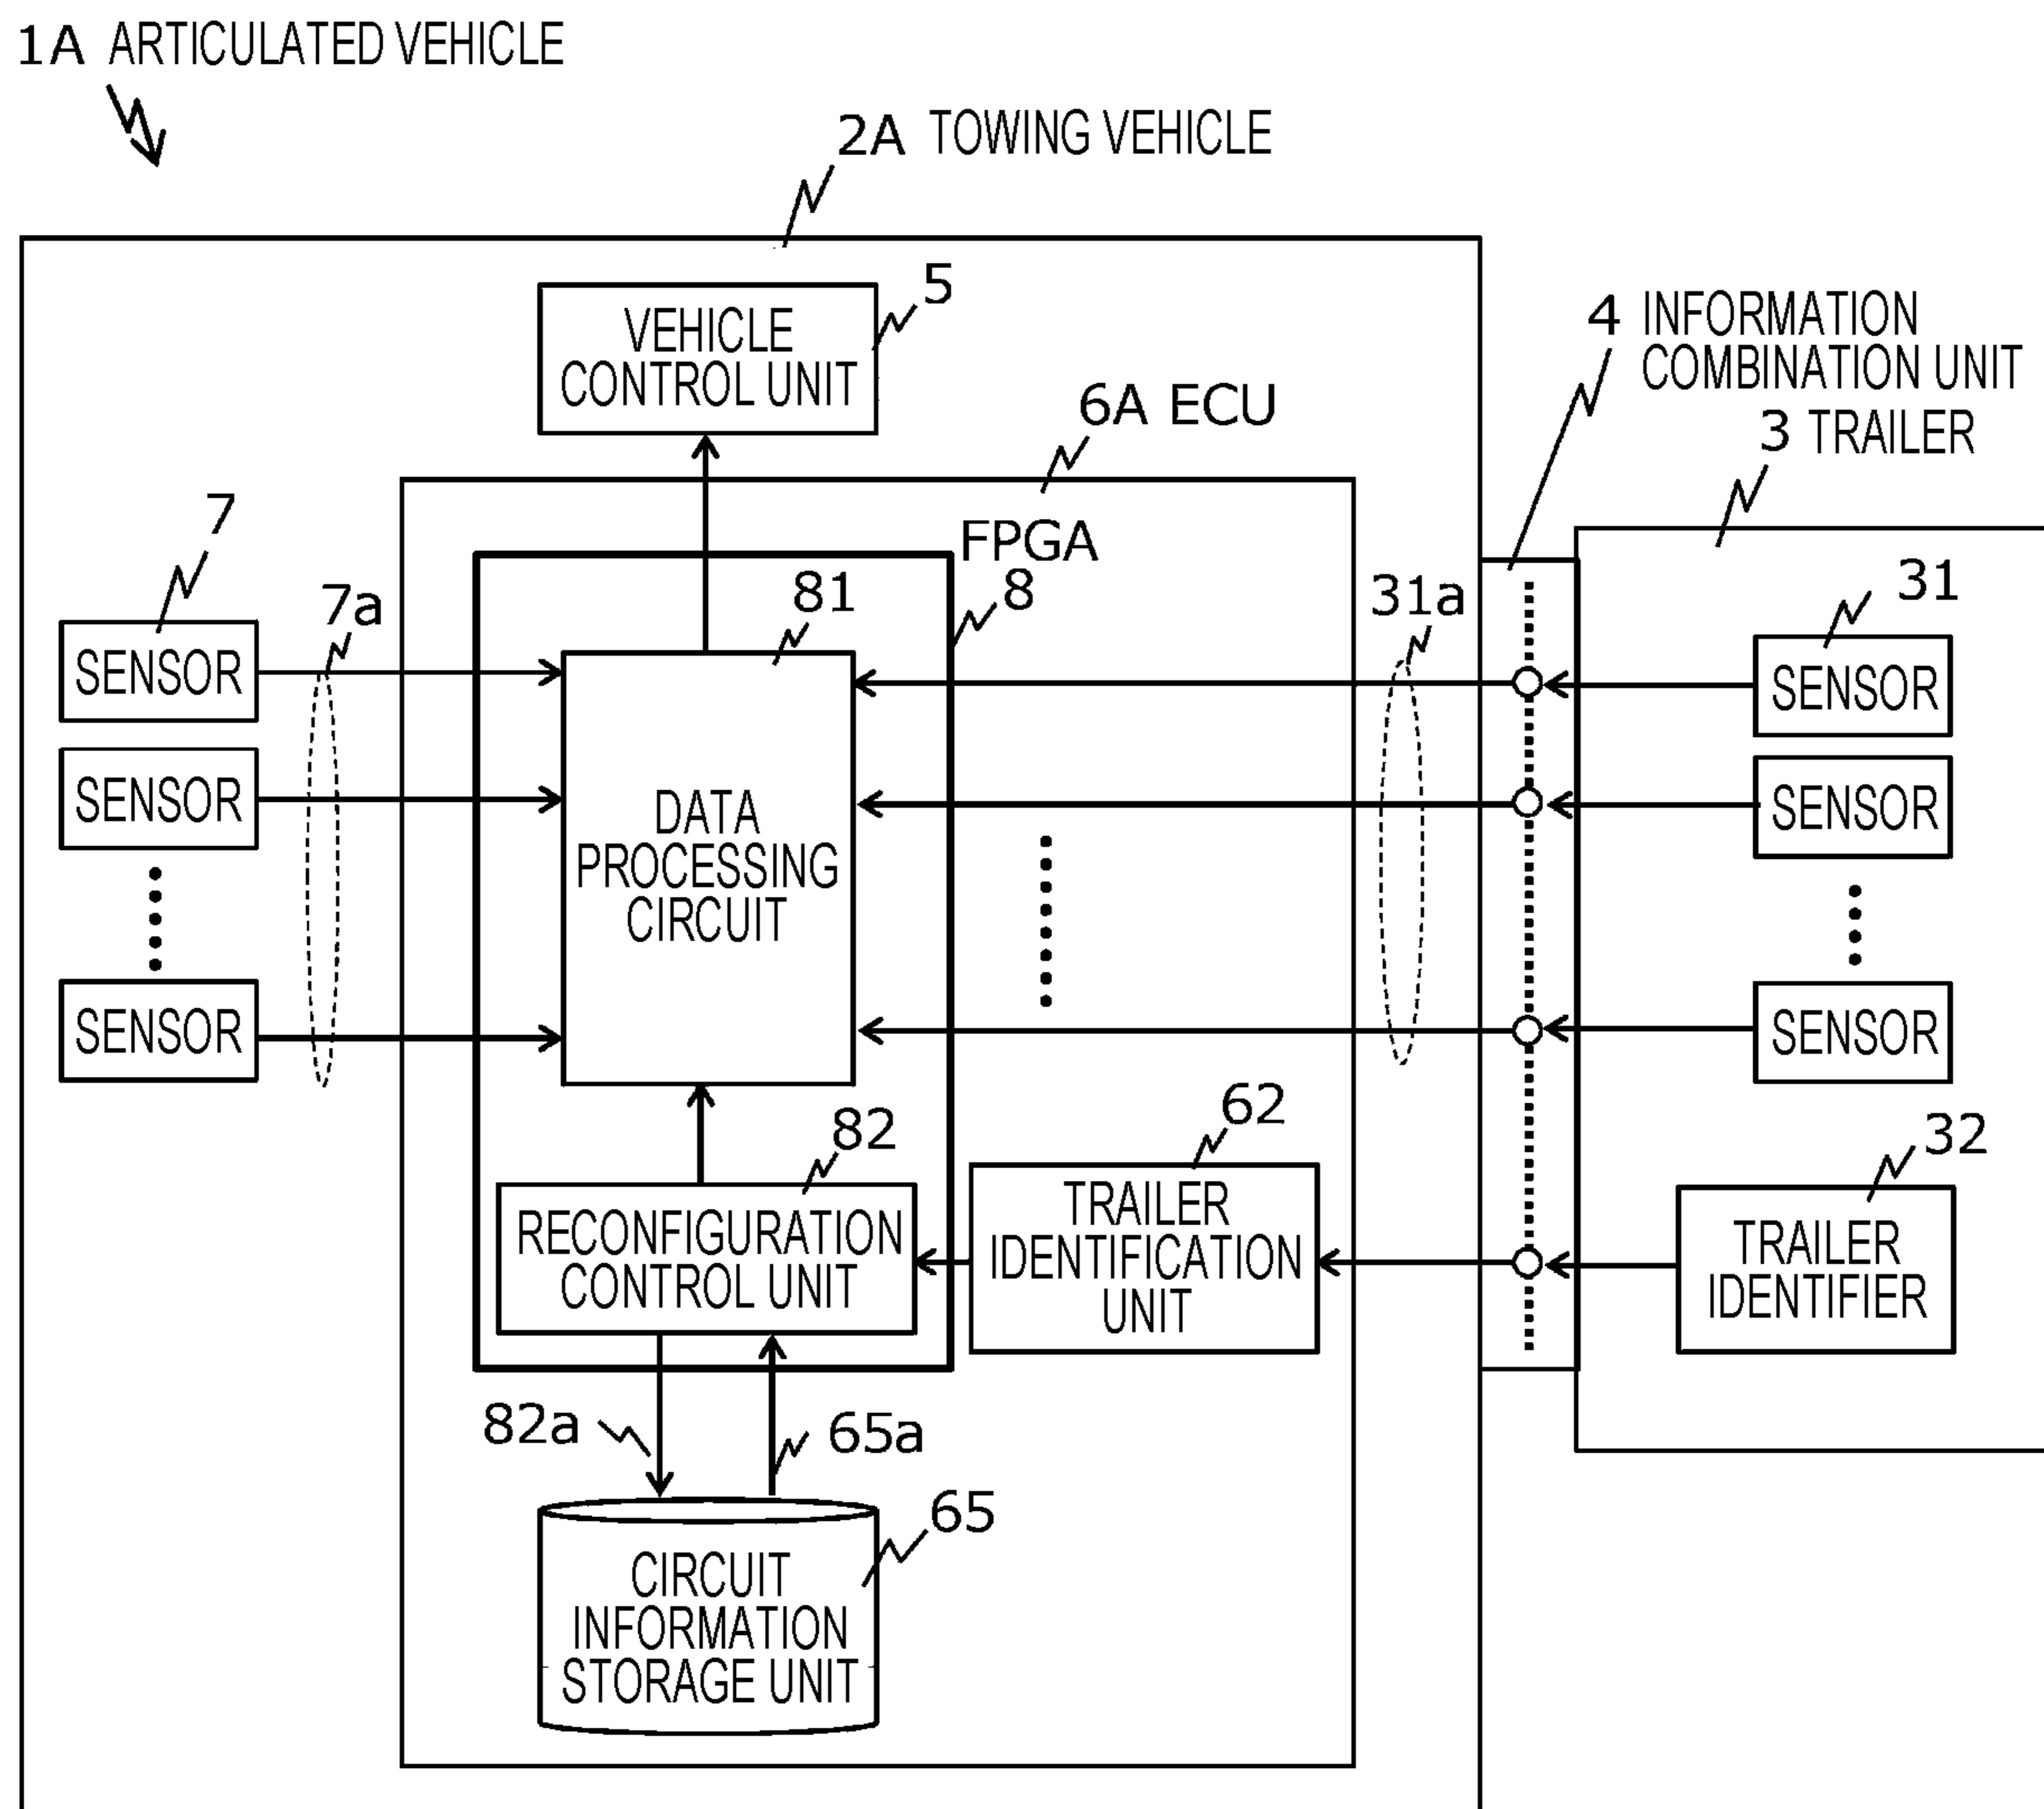 1A ARTICULATED VEHICLE
2A TOWING VEHICLE
5
VEHICLE
CONTROL UNIT
4 INFORMATION
COMBINATION UNIT
6A ECU
3 TRAILER
7
FPGA
8
7a
81
31a
31
SENSOR
SENSOR
SENSOR
SENSOR
DATA
PROCESSING
CIRCUIT
SENSOR
SENSOR
82
62
32
RECONFIGURATION
CONTROL UNIT
TRAILER
IDENTIFICATION
UNIT
TRAILER
IDENTIFIER
82a
65a
65
CIRCUIT
INFORMATION
STORAGE UNIT